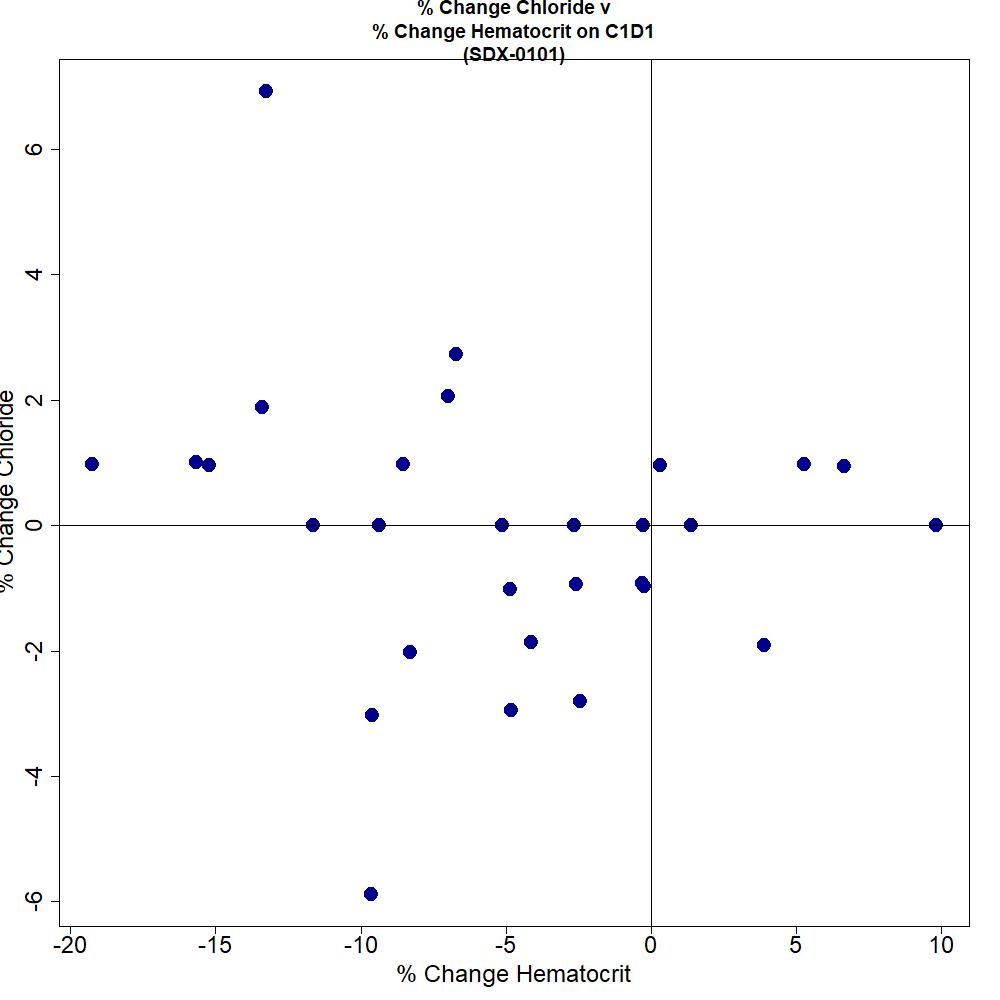 % Change Chloride v
% Change Hematocrit on C1D1
(SDX-0101)
% Change Chloride
6
4
2
0
-2
-4
-6
-20
-15
-10
-5
0
5
10
% Change Hematocrit